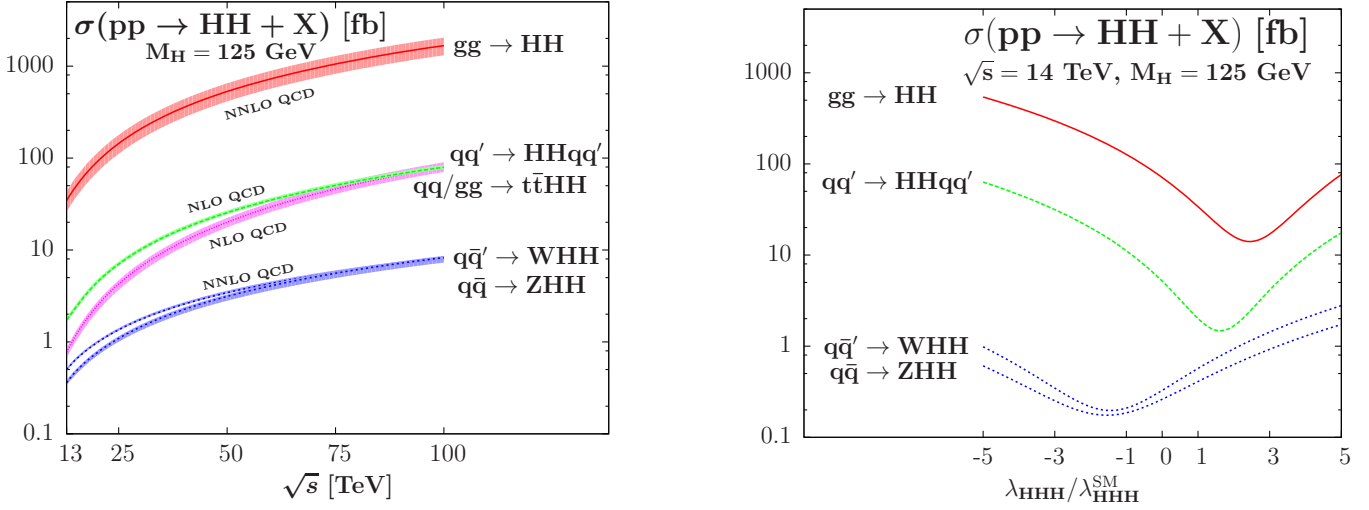 σ(pp → HH + X) [fb]
M_H = 125 GeV
1000
100
10
1
0.1
gg → HH
NNLO QCD
qq′ → HHqq′
qq/gg → tt̄HH
NLO QCD
NLO QCD
NNLO QCD
qq̄′ → WHH
qq̄ → ZHH
13 25 50 75 100
√s [TeV]
σ(pp → HH + X) [fb]
√s = 14 TeV, M_H = 125 GeV
1000
100
10
1
0.1
gg → HH
qq′ → HHqq′
qq̄′ → WHH
qq̄ → ZHH
-5 -3 -1 0 1 3 5
λ_HHH/λ^SM_HHH